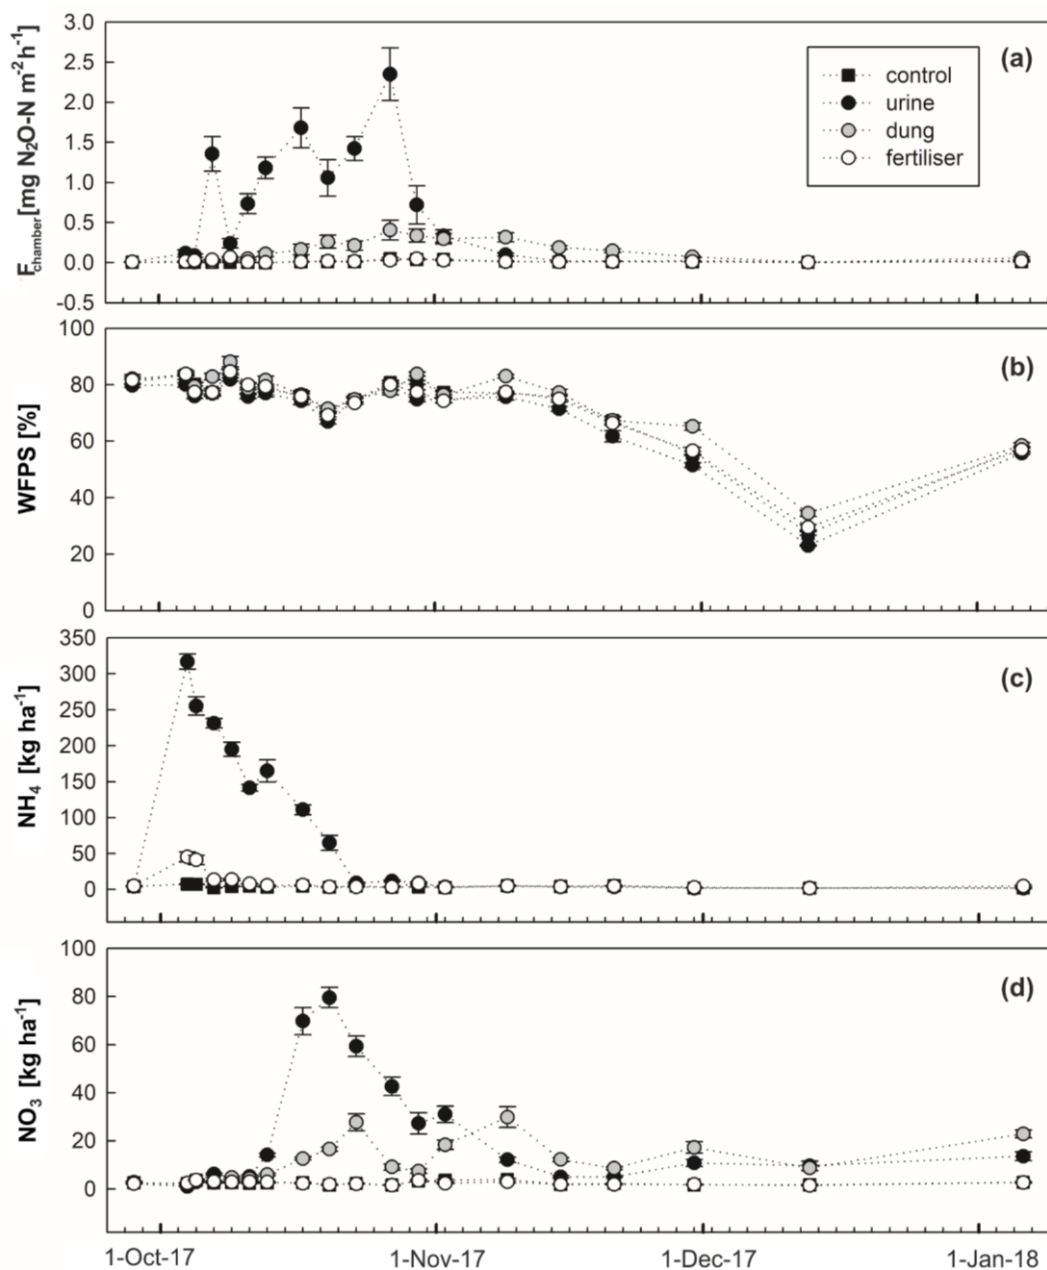 (a)
F_chamber [mg N₂O-N m⁻² h⁻¹]
3.0
2.5
2.0
1.5
1.0
0.5
0.0
-0.5
control
urine
dung
fertiliser
(b)
WFPS [%]
100
80
60
40
20
0
(c)
NH₄ [kg ha⁻¹]
350
300
250
200
150
100
50
0
(d)
NO₃ [kg ha⁻¹]
100
80
60
40
20
0
1-Oct-17 1-Nov-17 1-Dec-17 1-Jan-18